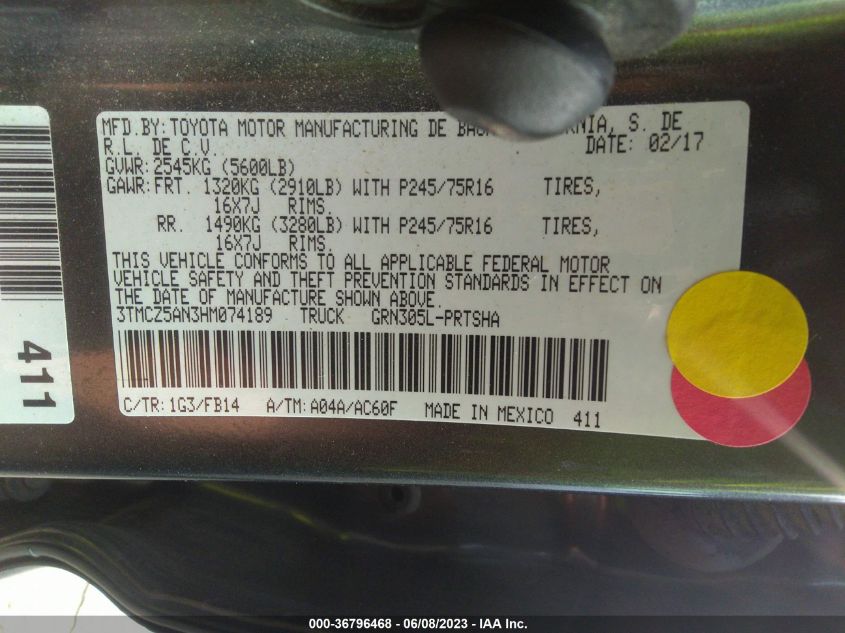 MFD.BY: TOYOTA MOTOR MANUFACTURING DE
S. DE
R.L. DE C.V. DATE: 02/17
GVWR: 2545KG (5600LB)
GAWR: FRT. 1320KG (2910LB) WITH P245/75R16 TIRES,
16X7J RIMS.
RR. 1490KG (3280LB) WITH P245/75R16 TIRES,
16X7J RIMS.
THIS VEHICLE CONFORMS TO ALL APPLICABLE FEDERAL MOTOR
VEHICLE SAFETY AND THEFT PREVENTION STANDARDS IN EFFECT ON
THE DATE OF MANUFACTURE SHOWN ABOVE.
3TMCZ5AN3HM074189 TRUCK GRN305L-PRTSHA
C/TR: 1G3/FB14 A/TM: A04A/AC60F MADE IN MEXICO 411
411
000-36796468 - 06/08/2023 - IAA Inc.